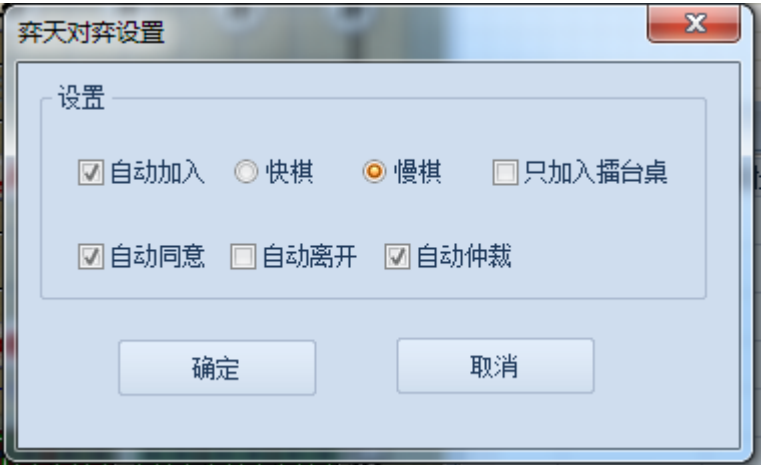 弈天对弈设置
设置
自动加入 快棋 慢棋 只加入擂台桌
自动同意 自动离开 自动仲裁
确定 取消